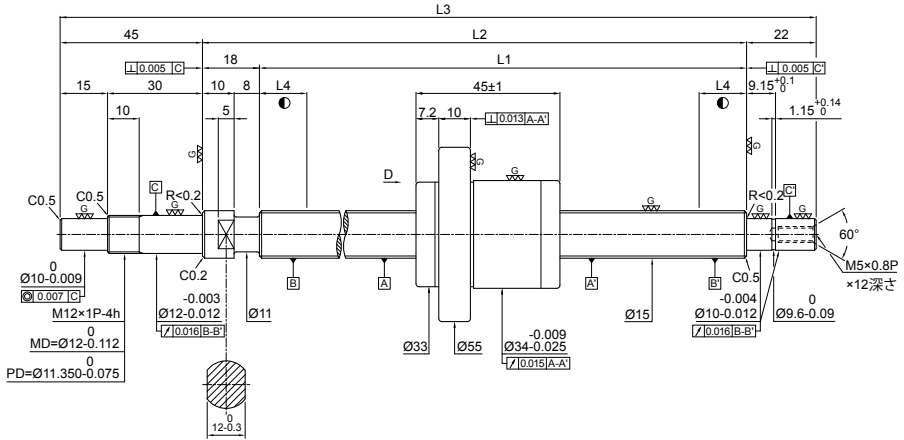 L3
45
L2
22
⊥ 0.005 C
18
L1
⊥ 0.005 C'
15
30
10
8
L4
45±1
L4
9.15 +0.1 0
10
5
7.2
10
⊥ 0.013 A-A'
1.15 +0.14 0
G
G
G
D
C0.5
C0.5
C
R<0.2
G
G
G
G
R<0.2
C'
G
G
60°
C0.2
B
A
A'
B'
C0.5
M5×0.8P
×12深さ
0
Ø10-0.009
◎ 0.007 C
-0.003
Ø12-0.012
↗ 0.016 B-B'
Ø11
Ø15
-0.004
Ø10-0.012
↗ 0.016 B-B'
0
Ø9.6-0.09
M12×1P-4h
0
MD=Ø12-0.112
0
PD=Ø11.350-0.075
Ø33
Ø55
-0.009
Ø34-0.025
↗ 0.015 A-A'
0
12-0.3